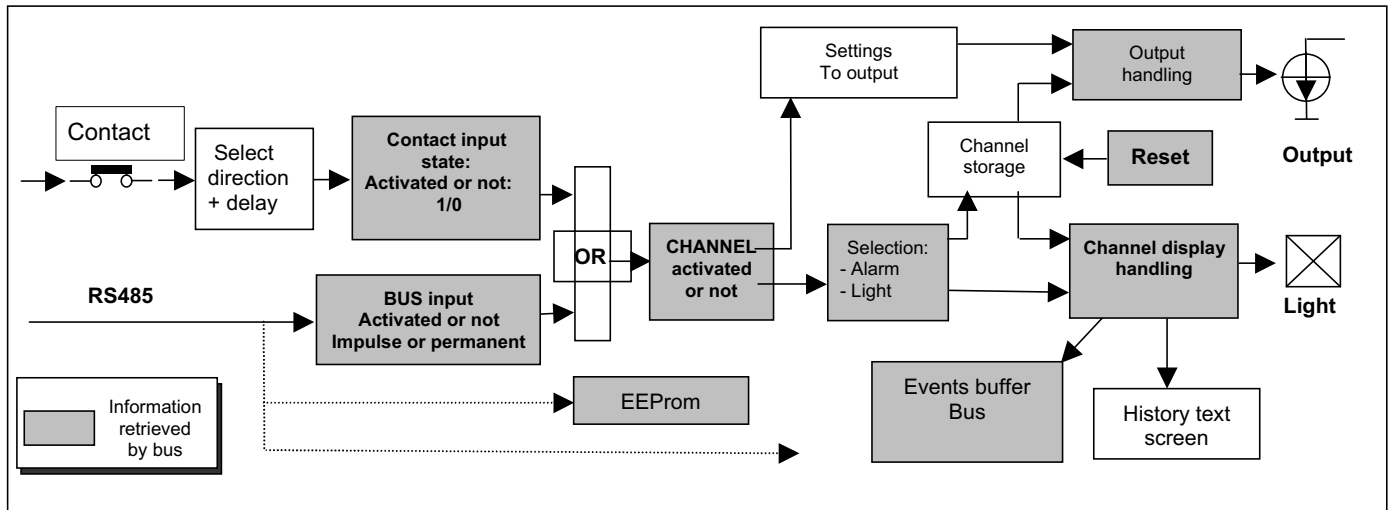 Settings
To output
Output
handling
Contact
Select
direction
+ delay
Contact input
state:
Activated or not:
1/0
Channel
storage
Reset
Output
OR
CHANNEL
activated
or not
Selection:
- Alarm
- Light
Channel display
handling
Light
RS485
BUS input
Activated or not
Impulse or permanent
Events buffer
Bus
History text
screen
EEProm
Information
retrieved
by bus